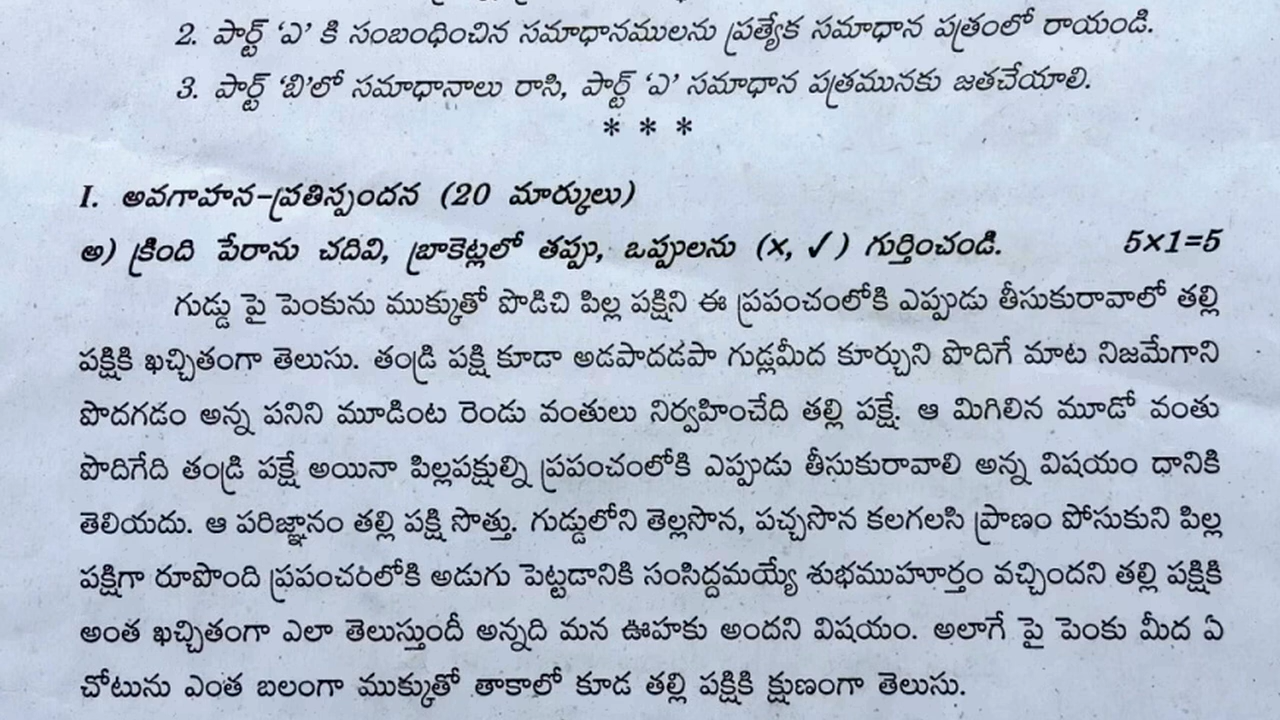 2. పార్ట్ ‘ఎ’ కి సంబంధించిన సమాధానములను ప్రత్యేక సమాధాన పత్రంలో రాయండి.
3. పార్ట్ ‘బి’లో సమాధానాలు రాసి, పార్ట్ ‘ఎ’ సమాధాన పత్రమునకు జతచేయాలి.
* * *
I. అవగాహన-ప్రతిస్పందన (20 మార్కులు)
అ) క్రింది పేరాను చదివి, బ్రాకెట్లలో తప్పు, ఒప్పులను (×, ✓) గుర్తించండి. 5×1=5
గుడ్డు పై పెంకును ముక్కుతో పొడిచి పిల్ల పక్షిని ఈ ప్రపంచంలోకి ఎప్పుడు తీసుకురావాలో తల్లి
పక్షికి ఖచ్చితంగా తెలుసు. తండ్రి పక్షి కూడా అడపాదడపా గుడ్లమీద కూర్చుని పొదిగే మాట నిజమేగాని
పొదగడం అన్న పనిని మూడింట రెండు వంతులు నిర్వహించేది తల్లి పక్షే. ఆ మిగిలిన మూడో వంతు
పొదిగేది తండ్రి పక్షే అయినా పిల్లపక్షుల్ని ప్రపంచంలోకి ఎప్పుడు తీసుకురావాలి అన్న విషయం దానికి
తెలియదు. ఆ పరిజ్ఞానం తల్లి పక్షి సొత్తు. గుడ్డులోని తెల్లసొన, పచ్చసొన కలగలసి ప్రాణం పోసుకుని పిల్ల
పక్షిగా రూపొంది ప్రపంచంలోకి అడుగు పెట్టడానికి సంసిద్దమయ్యే శుభముహూర్తం వచ్చిందని తల్లి పక్షికి
అంత ఖచ్చితంగా ఎలా తెలుస్తుందీ అన్నది మన ఊహకు అందని విషయం. అలాగే పై పెంకు మీద ఏ
చోటును ఎంత బలంగా ముక్కుతో తాకాలో కూడ తల్లి పక్షికి క్షుణంగా తెలుసు.